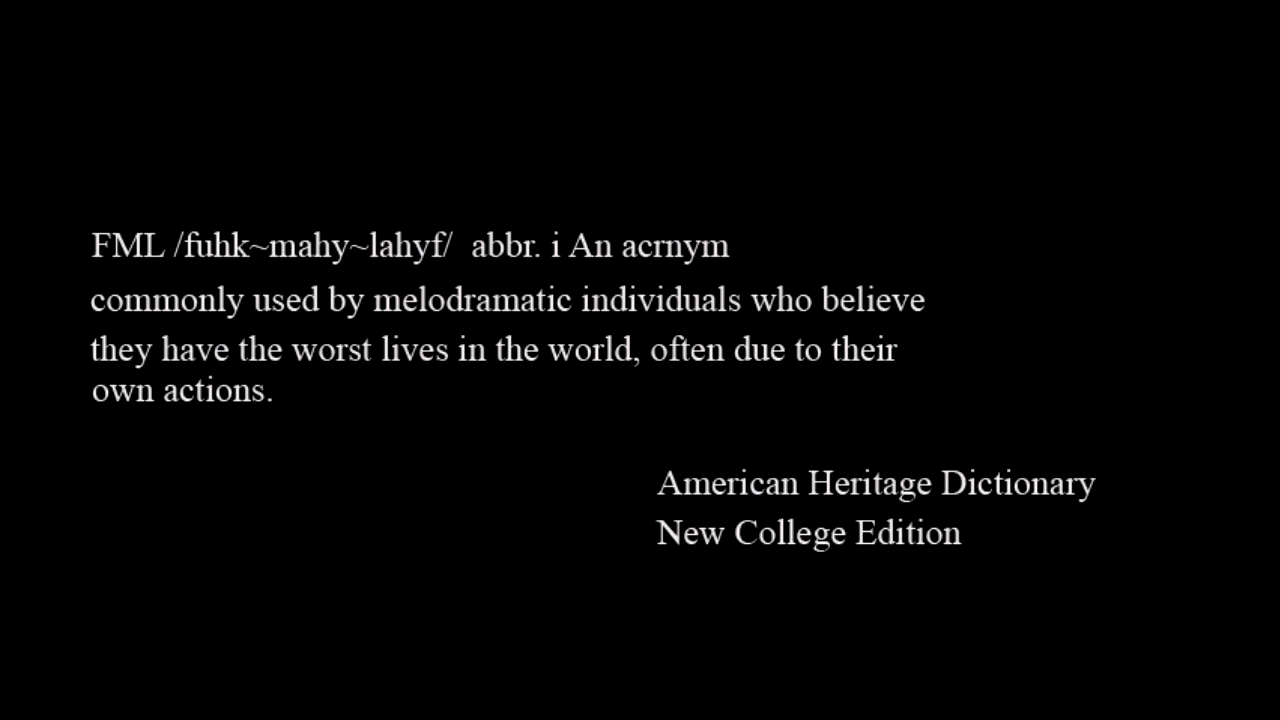 FML /fuhk~mahy~lahyf/ abbr. i An acrnym
commonly used by melodramatic individuals who believe
they have the worst lives in the world, often due to their
own actions.
American Heritage Dictionary
New College Edition